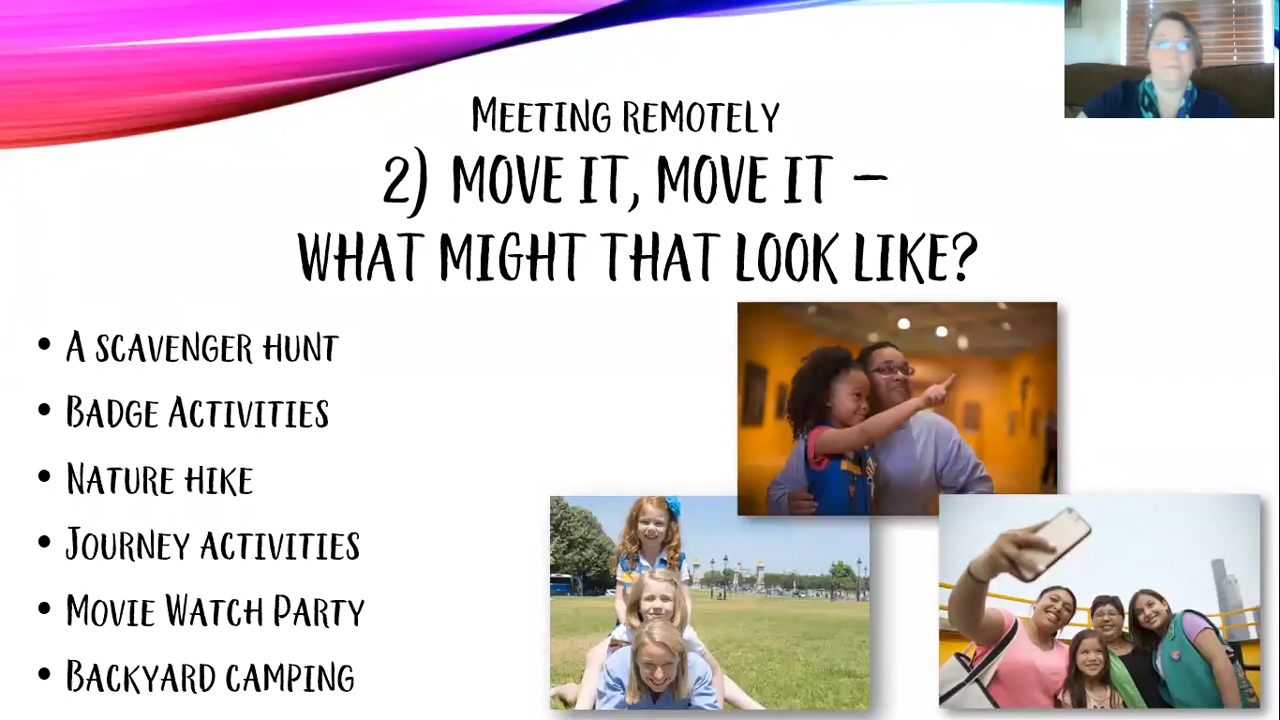 Meeting remotely
2) Move it, move it –
what might that look like?
• A scavenger hunt
• Badge Activities
• Nature hike
• Journey activities
• Movie Watch Party
• Backyard camping